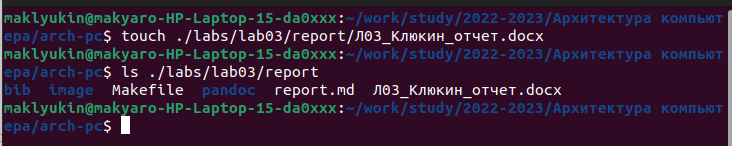 maklyukin@makyaro-HP-Laptop-15-da0xxx:~/work/study/2022-2023/Архитектура компьют
ера/arch-pc$ touch ./labs/lab03/report/Л03_Клюкин_отчет.docx
maklyukin@makyaro-HP-Laptop-15-da0xxx:~/work/study/2022-2023/Архитектура компьют
ера/arch-pc$ ls ./labs/lab03/report
bib  image  Makefile  pandoc  report.md  Л03_Клюкин_отчет.docx
maklyukin@makyaro-HP-Laptop-15-da0xxx:~/work/study/2022-2023/Архитектура компьют
ера/arch-pc$